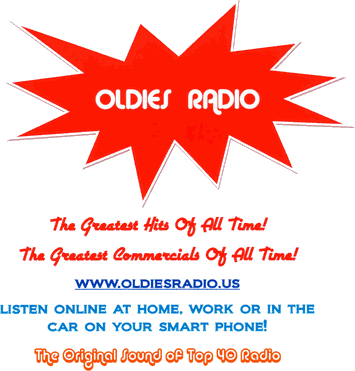 OLDIES RADIO
The Greatest Hits Of All Time!
The Greatest Commercials Of All Time!
WWW.OLDIESRADIO.US
LISTEN ONLINE AT HOME, WORK OR IN THE
CAR ON YOUR SMART PHONE!
The Original Sound of Top 40 Radio